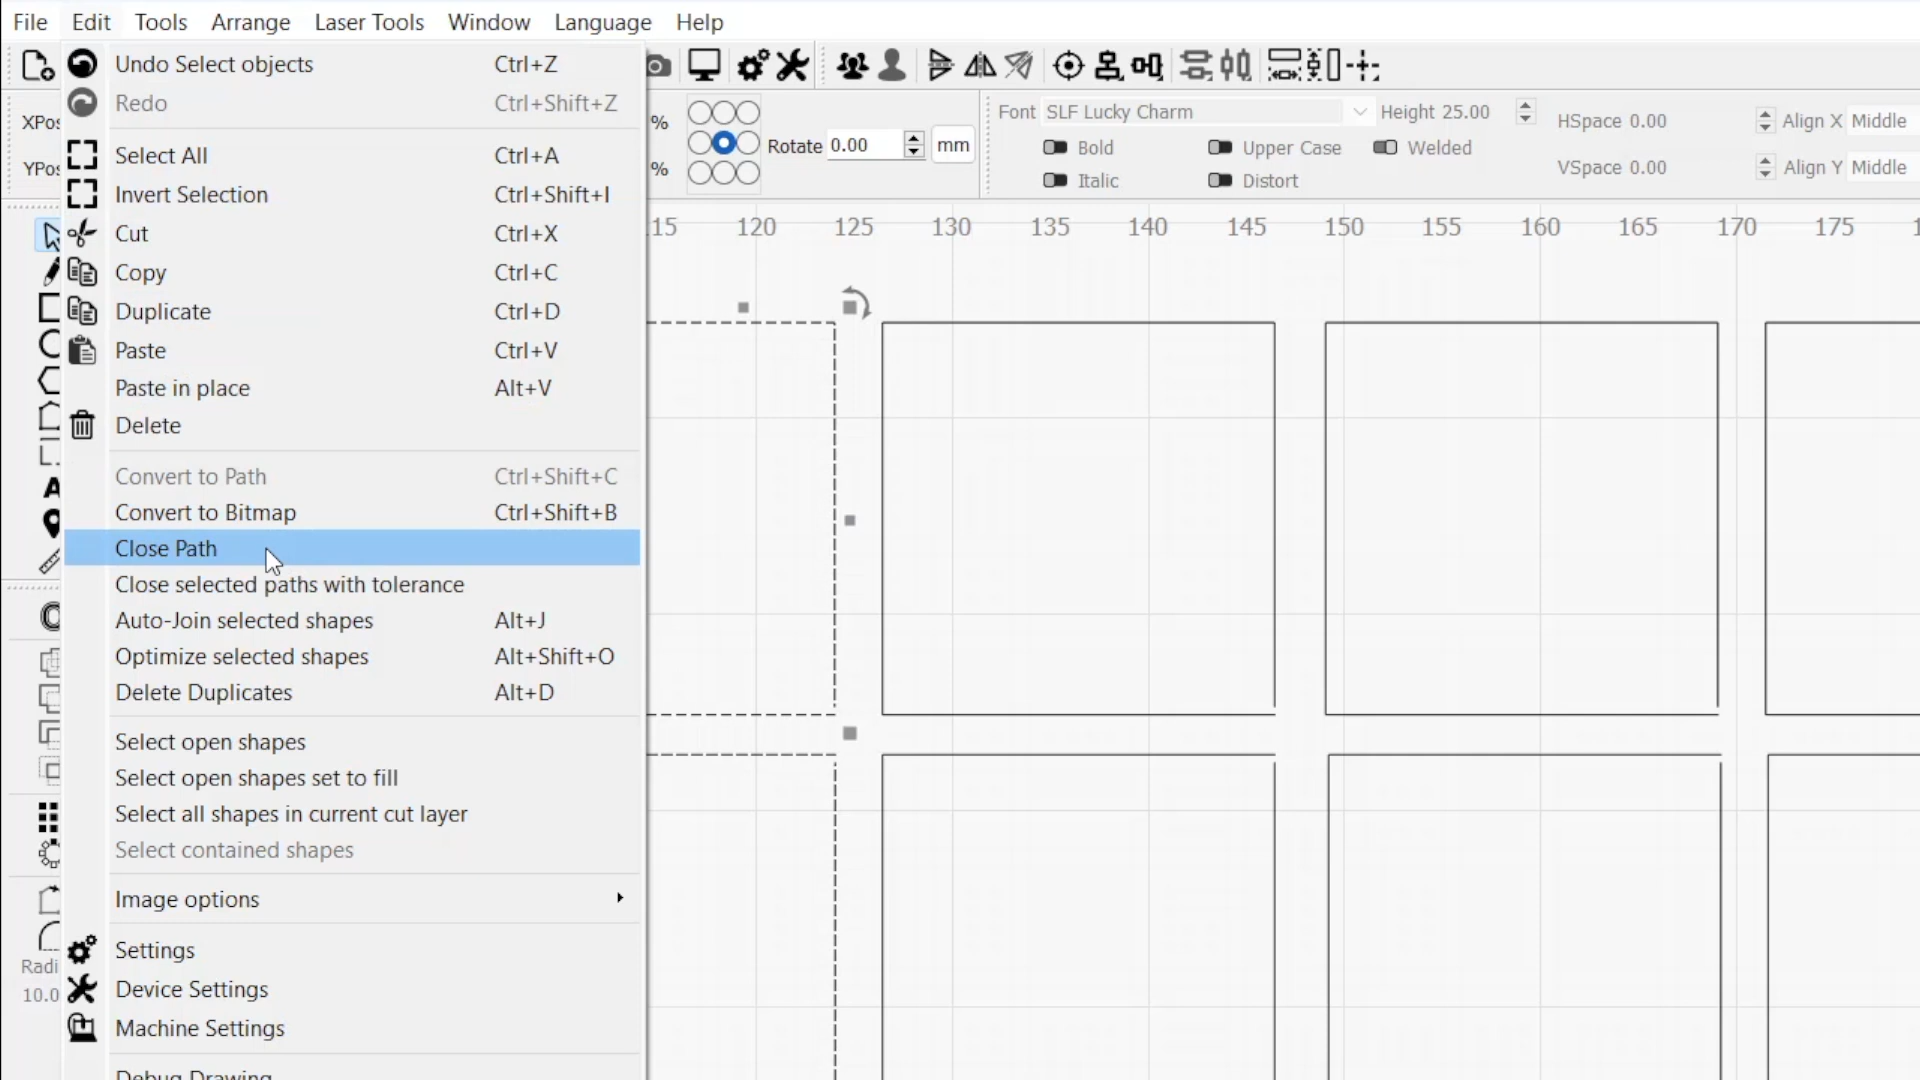 File Edit Tools Arrange Laser Tools Window Language Help
Undo Select objects Ctrl+Z
Redo Ctrl+Shift+Z
Select All Ctrl+A
Invert Selection Ctrl+Shift+I
Cut Ctrl+X
Copy Ctrl+C
Duplicate Ctrl+D
Paste Ctrl+V
Paste in place Alt+V
Delete
Convert to Path Ctrl+Shift+C
Convert to Bitmap Ctrl+Shift+B
Close Path
Close selected paths with tolerance
Auto-Join selected shapes Alt+J
Optimize selected shapes Alt+Shift+O
Delete Duplicates Alt+D
Select open shapes
Select open shapes set to fill
Select all shapes in current cut layer
Select contained shapes
Image options
Settings
Device Settings
Machine Settings
Debug Drawing
XPos
YPos
%
%
Rotate 0.00 mm
Font SLF Lucky Charm Height 25.00
Bold Upper Case Welded
Italic Distort
HSpace 0.00 Align X Middle
VSpace 0.00 Align Y Middle
115 120 125 130 135 140 145 150 155 160 165 170 175
Radi
10.0